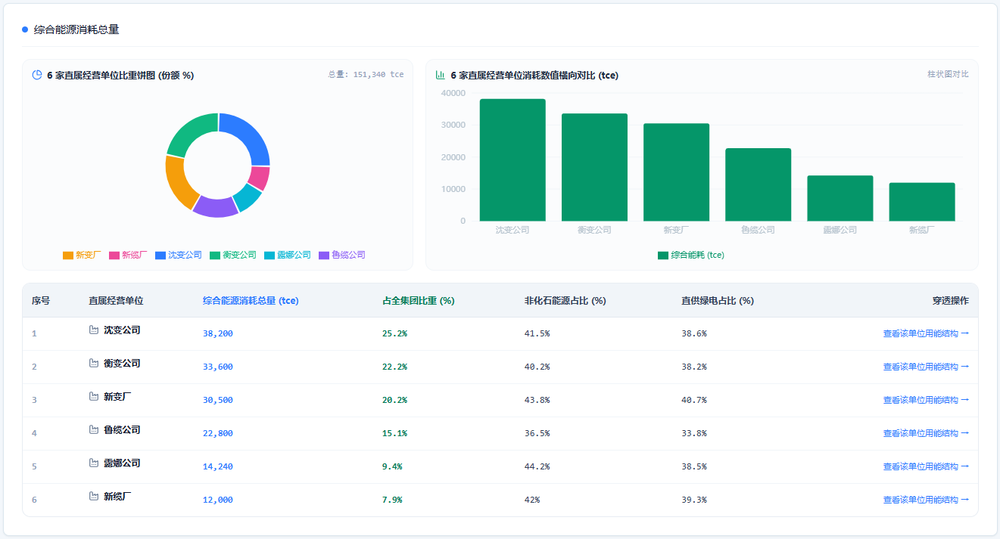 综合能源消耗总量
6 家直属经营单位比重饼图 (份额 %)
总量: 151,340 tce
新变厂 新缆厂 沈变公司 衡变公司 露娜公司 鲁缆公司
6 家直属经营单位消耗数值横向对比 (tce)
柱状图对比
40000
30000
20000
10000
0
沈变公司 衡变公司 新变厂 鲁缆公司 露娜公司 新缆厂
综合能耗 (tce)
序号 直属经营单位 综合能源消耗总量 (tce) 占全集团比重 (%) 非化石能源占比 (%) 直供绿电占比 (%) 穿透操作
1 沈变公司 38,200 25.2% 41.5% 38.6% 查看该单位用能结构 →
2 衡变公司 33,600 22.2% 40.2% 38.2% 查看该单位用能结构 →
3 新变厂 30,500 20.2% 43.8% 40.7% 查看该单位用能结构 →
4 鲁缆公司 22,800 15.1% 36.5% 33.8% 查看该单位用能结构 →
5 露娜公司 14,240 9.4% 44.2% 38.5% 查看该单位用能结构 →
6 新缆厂 12,000 7.9% 42% 39.3% 查看该单位用能结构 →